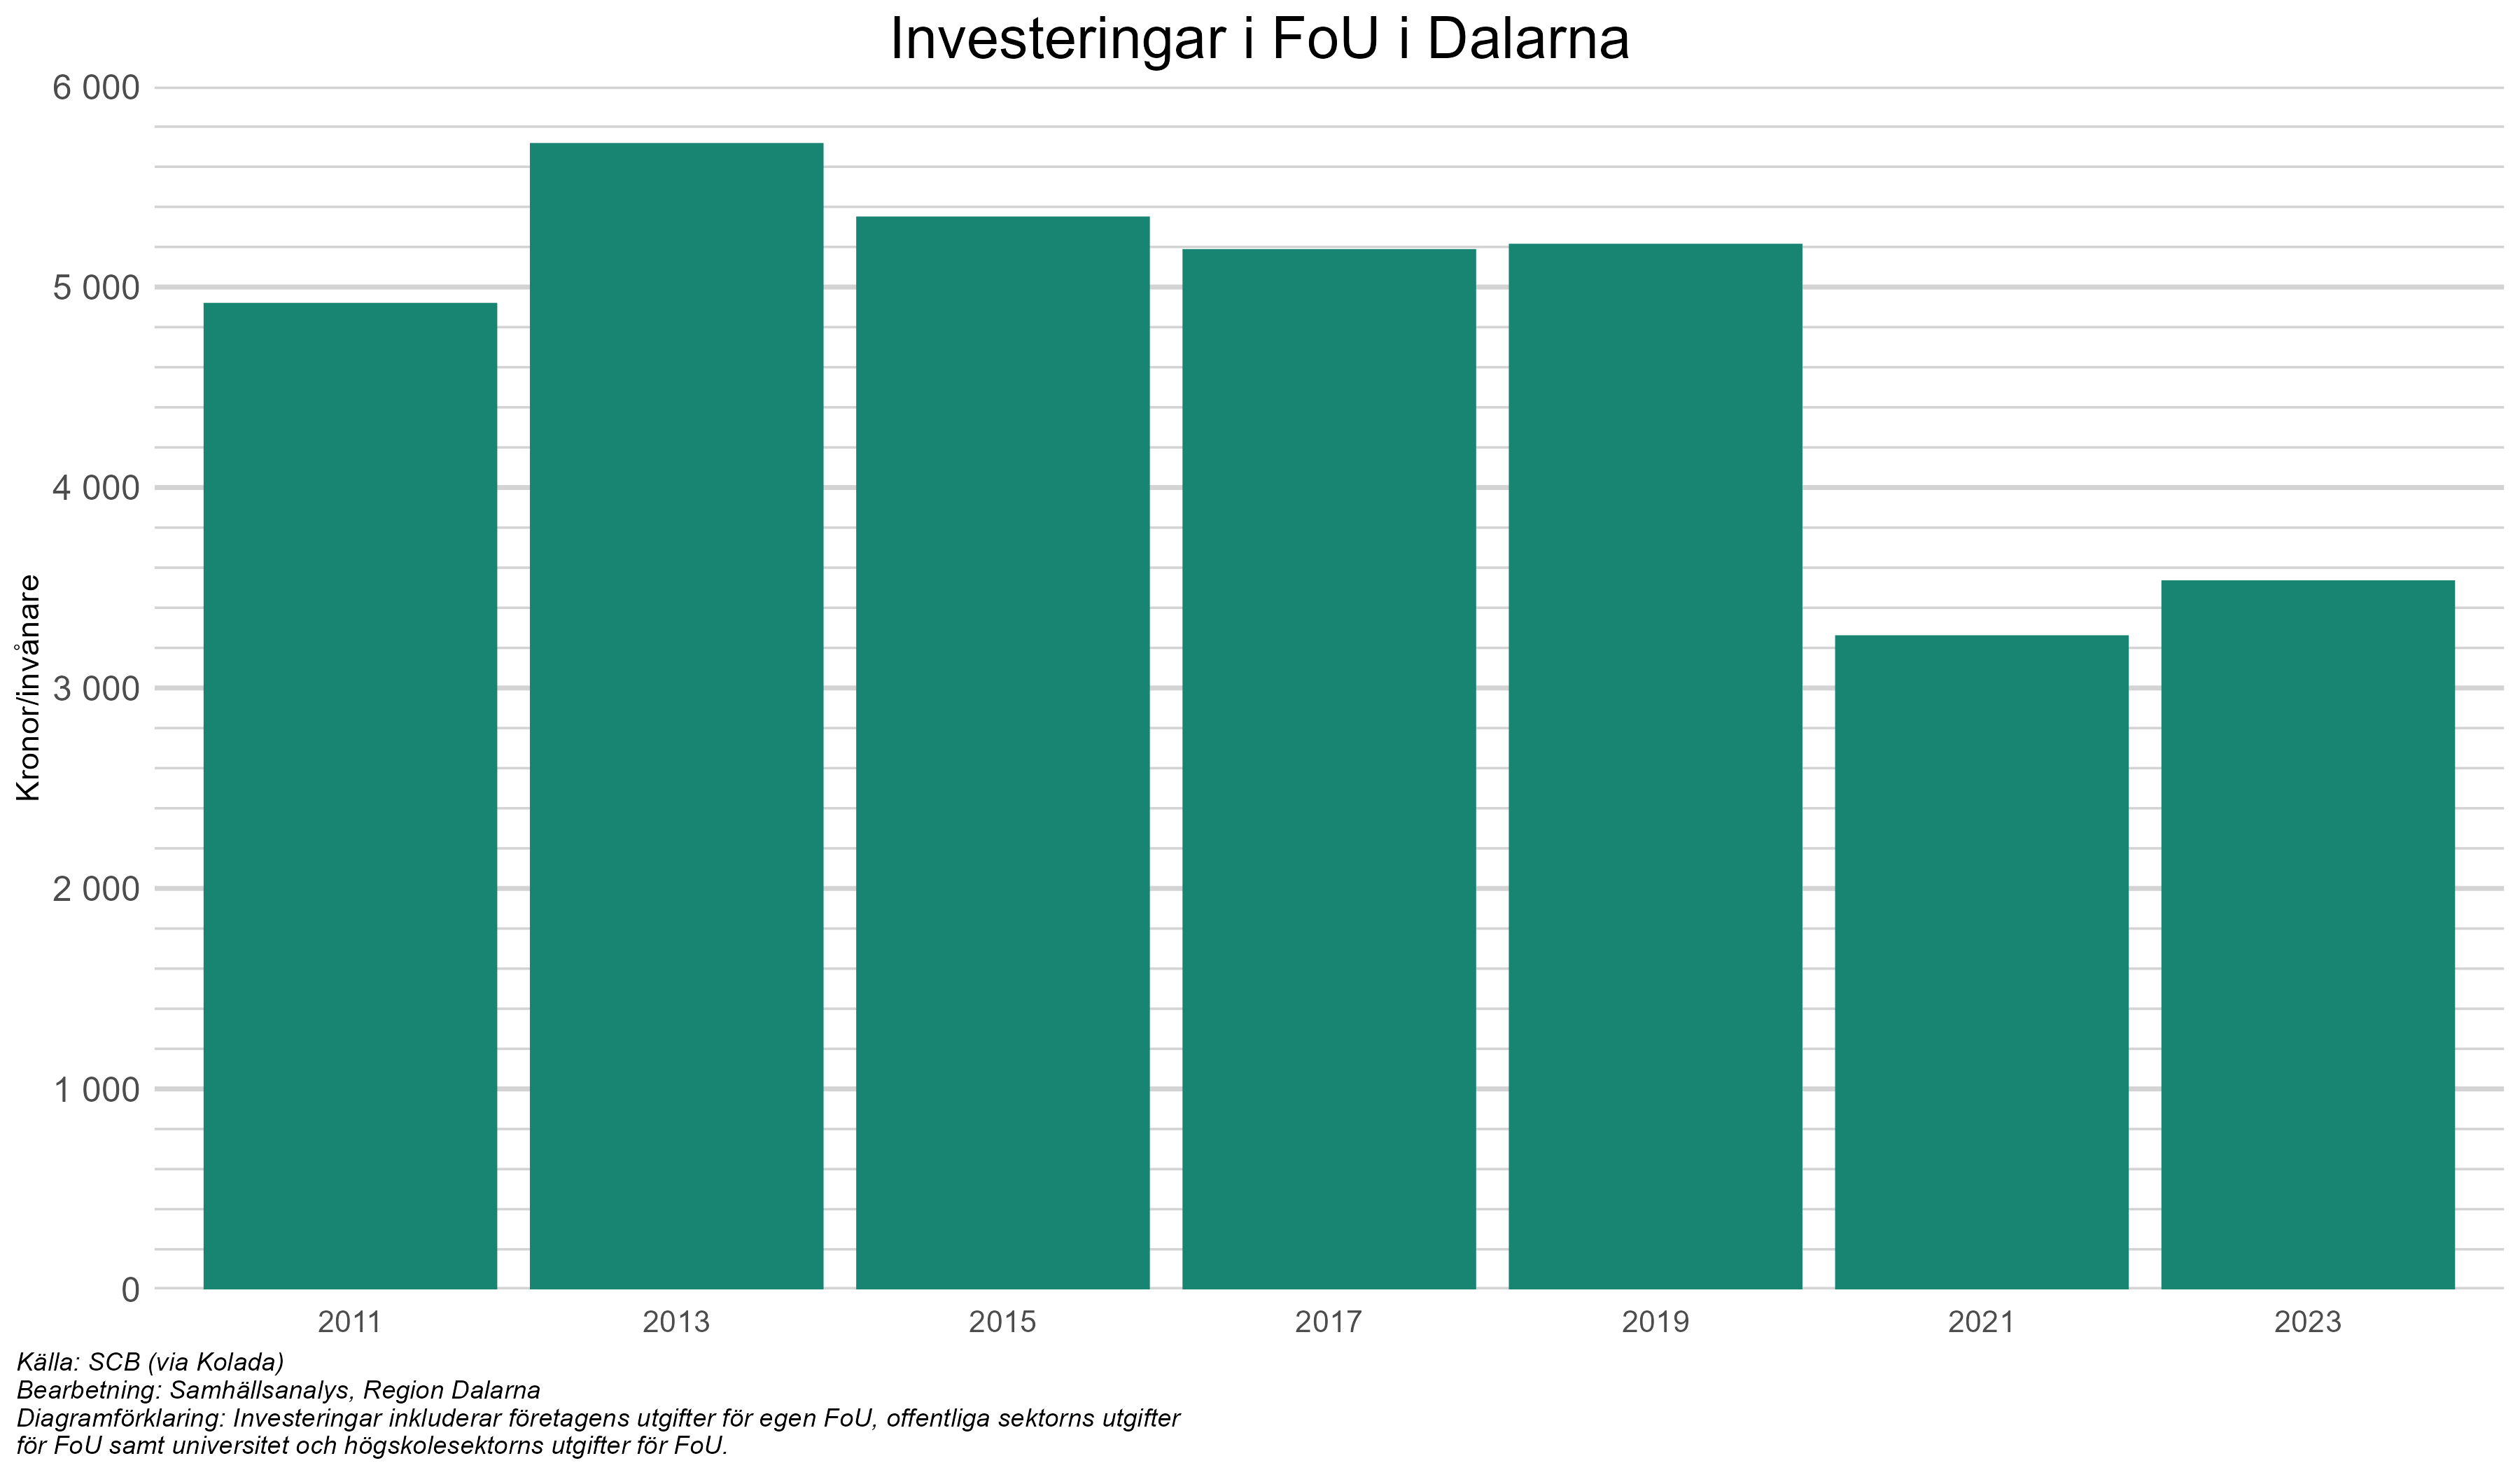 Investeringar i FoU i Dalarna
6 000
5 000
4 000
3 000
2 000
1 000
0
Kronor/invånare
2011 2013 2015 2017 2019 2021 2023
Källa: SCB (via Kolada)
Bearbetning: Samhällsanalys, Region Dalarna
Diagramförklaring: Investeringar inkluderar företagens utgifter för egen FoU, offentliga sektorns utgifter
för FoU samt universitet och högskolesektorns utgifter för FoU.